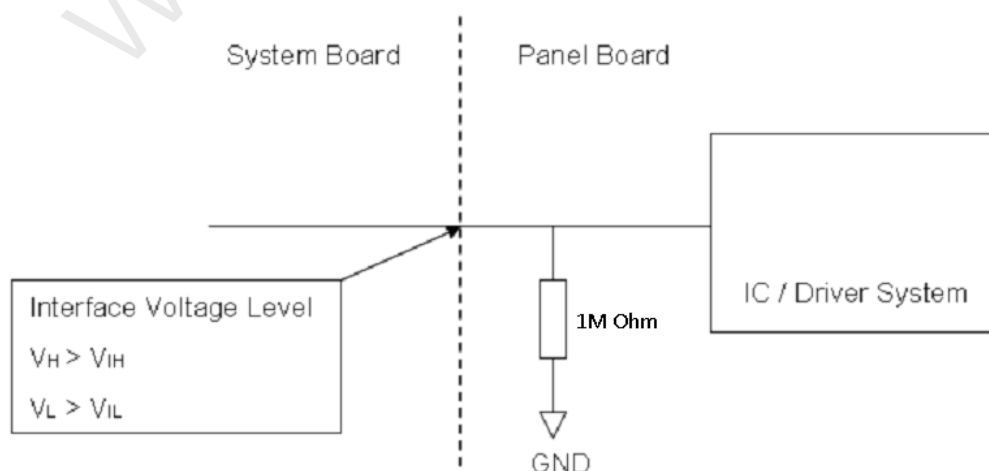 System Board
Panel Board
Interface Voltage Level
VH > VIH
VL > VIL
1M Ohm
IC / Driver System
GND